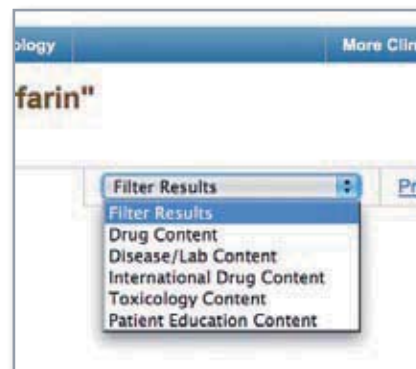 ology More Clin
farin"
Filter Results Pr
Filter Results
Drug Content
Disease/Lab Content
International Drug Content
Toxicology Content
Patient Education Content